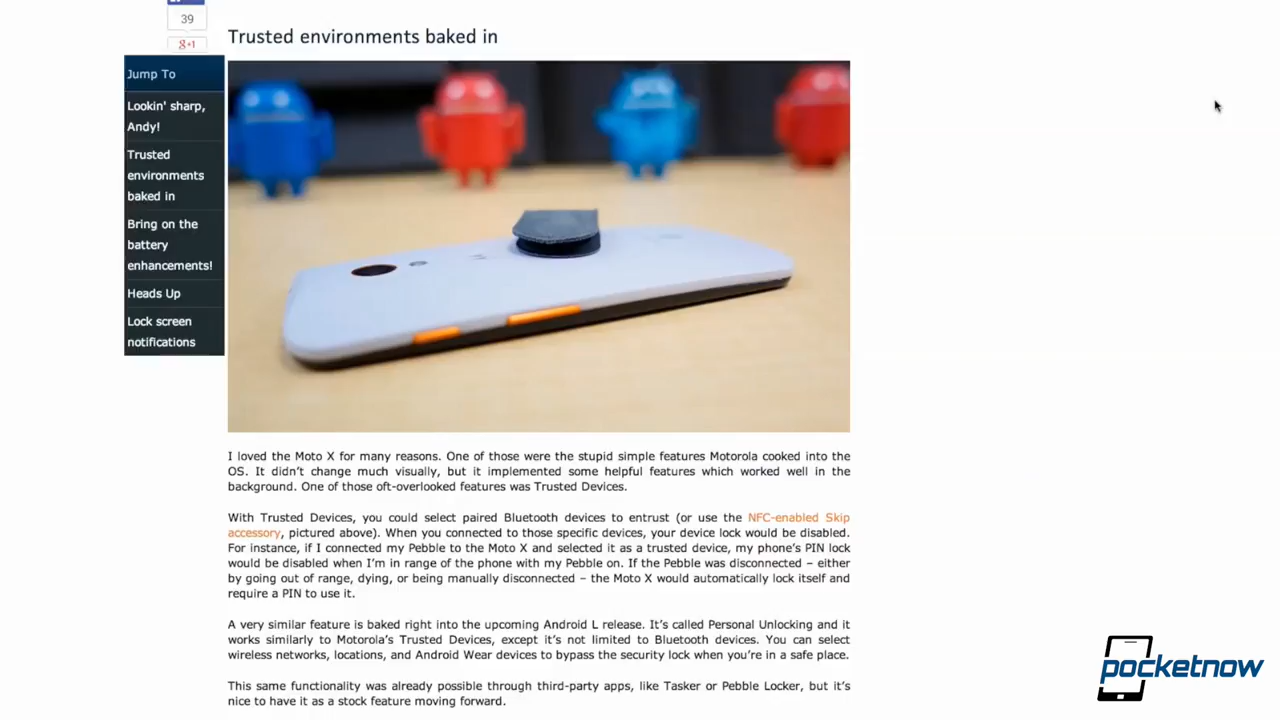 39
g+1
Trusted environments baked in
Jump To
Lookin' sharp,
Andy!
Trusted
environments
baked in
Bring on the
battery
enhancements!
Heads Up
Lock screen
notifications
I loved the Moto X for many reasons. One of those were the stupid simple features Motorola cooked into the
OS. It didn't change much visually, but it implemented some helpful features which worked well in the
background. One of those oft-overlooked features was Trusted Devices.
With Trusted Devices, you could select paired Bluetooth devices to entrust (or use the NFC-enabled Skip
accessory, pictured above). When you connected to those specific devices, your device lock would be disabled.
For instance, if I connected my Pebble to the Moto X and selected it as a trusted device, my phone's PIN lock
would be disabled when I'm in range of the phone with my Pebble on. If the Pebble was disconnected – either
by going out of range, dying, or being manually disconnected – the Moto X would automatically lock itself and
require a PIN to use it.
A very similar feature is baked right into the upcoming Android L release. It's called Personal Unlocking and it
works similarly to Motorola's Trusted Devices, except it's not limited to Bluetooth devices. You can select
wireless networks, locations, and Android Wear devices to bypass the security lock when you're in a safe place.
This same functionality was already possible through third-party apps, like Tasker or Pebble Locker, but it's
nice to have it as a stock feature moving forward.
pocketnow